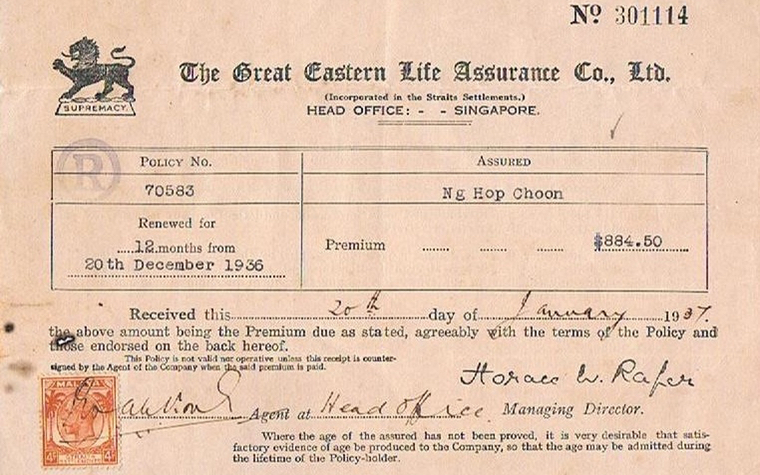 Nº 301114
The Great Eastern Life Assurance Co., Ltd.
SUPREMACY.
(Incorporated in the Straits Settlements.)
HEAD OFFICE: - - SINGAPORE.
R
POLICY No. ASSURED
70583 Ng Hop Choon
Renewed for
12 months from Premium $884.50
20th December 1936
Received this 20th day of January 1937.
the above amount being the Premium due as stated, agreeably with the terms of the Policy and
those endorsed on the back hereof.
This Policy is not valid nor operative unless this receipt is counter-
signed by the Agent of the Company when the said premium is paid.
Horace W. Raper
MALAYA
Agent at Head Office. Managing Director.
4c 4c
Where the age of the assured has not been proved, it is very desirable that satis-
factory evidence of age be produced to the Company, so that the age may be admitted during
the lifetime of the Policy-holder.